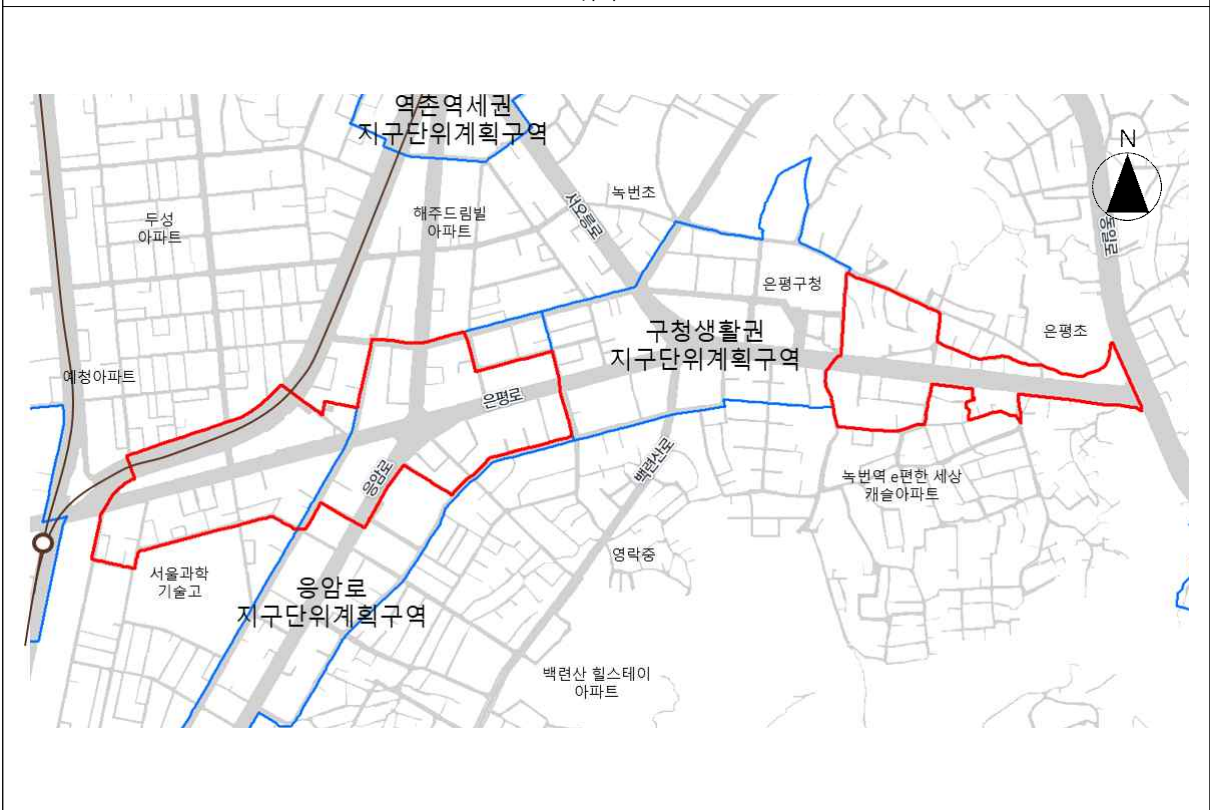 역촌역세권
지구단위계획구역
N
두성
아파트
해주드림빌
아파트
서오릉로
녹번초
통일로
은평구청
구청생활권
지구단위계획구역
은평초
예청아파트
은평로
응암로
백련산로
녹번역 e편한 세상
캐슬아파트
영락중
서울과학
기술고
응암로
지구단위계획구역
백련산 힐스테이
아파트